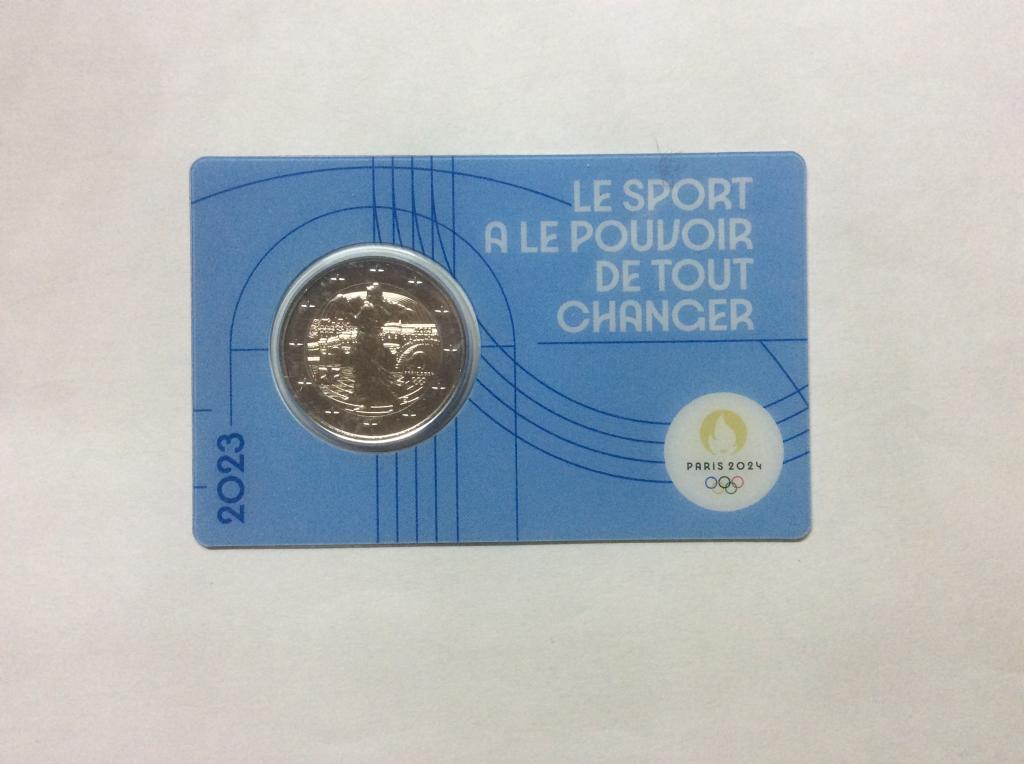 LE SPORT
A LE POUVOIR
DE TOUT
CHANGER
2023
PARIS 2024